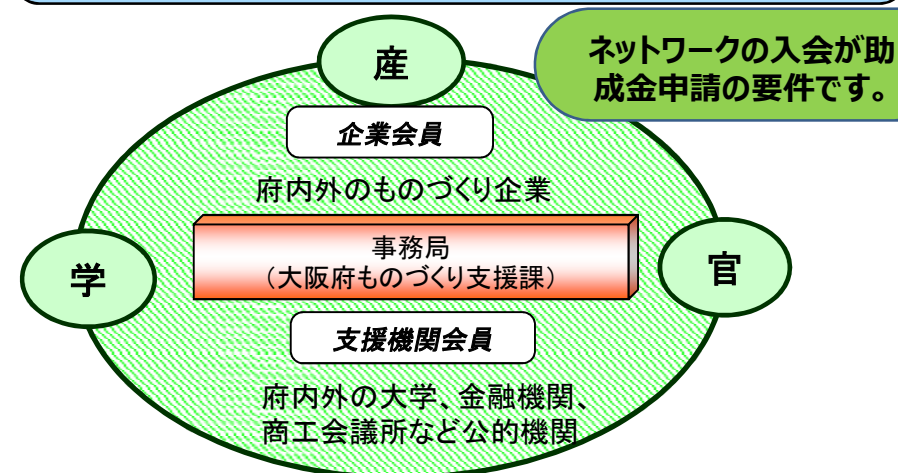 産
ネットワークの入会が助
成金申請の要件です。
企業会員
府内外のものづくり企業
事務局
（大阪府ものづくり支援課）
学
官
支援機関会員
府内外の大学、金融機関、
商工会議所など公的機関